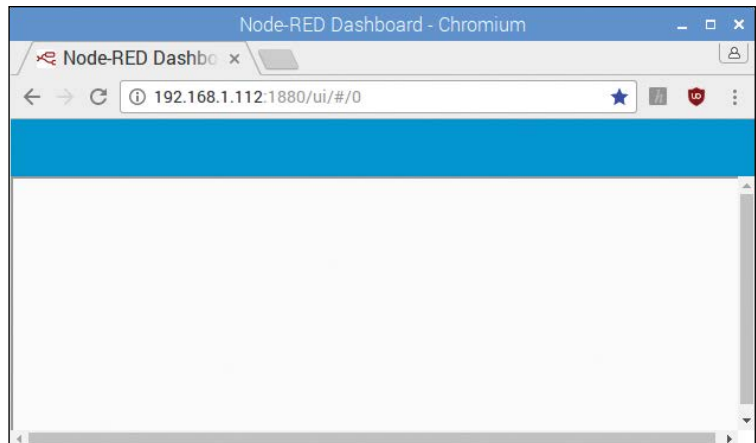 Node-RED Dashboard - Chromium
Node-RED Dashbo
192.168.1.112:1880/ui/#/0
h